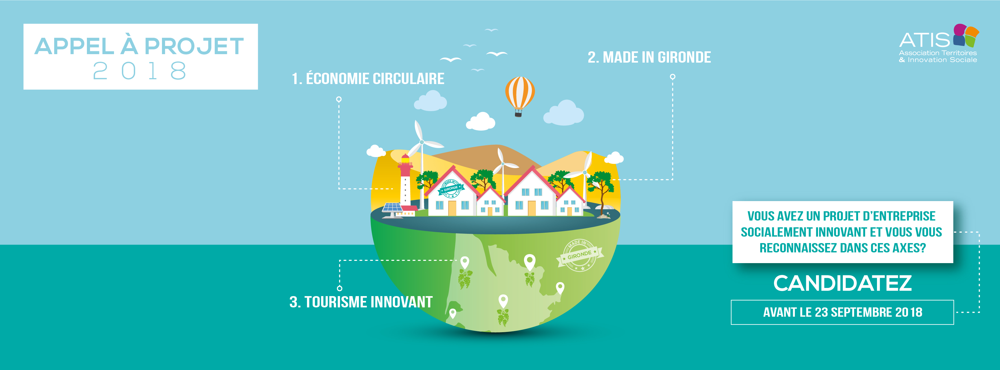 APPEL À PROJET
2018
1. ÉCONOMIE CIRCULAIRE
2. MADE IN GIRONDE
ATIS
Association Territoires
& Innovation Sociale
MADE IN
GIRONDE
MADE IN
GIRONDE
3. TOURISME INNOVANT
VOUS AVEZ UN PROJET D’ENTREPRISE
SOCIALEMENT INNOVANT ET VOUS VOUS
RECONNAISSEZ DANS CES AXES?
CANDIDATEZ
AVANT LE 23 SEPTEMBRE 2018